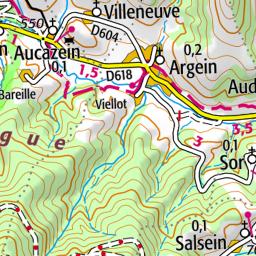 Villeneuve
550
D604
Aucazein
0,1
0,2
Argein
1,5
D618
Aud
Bareille
Viellot
3,5
gue
3
0,1
Sor
0,1
Salsein